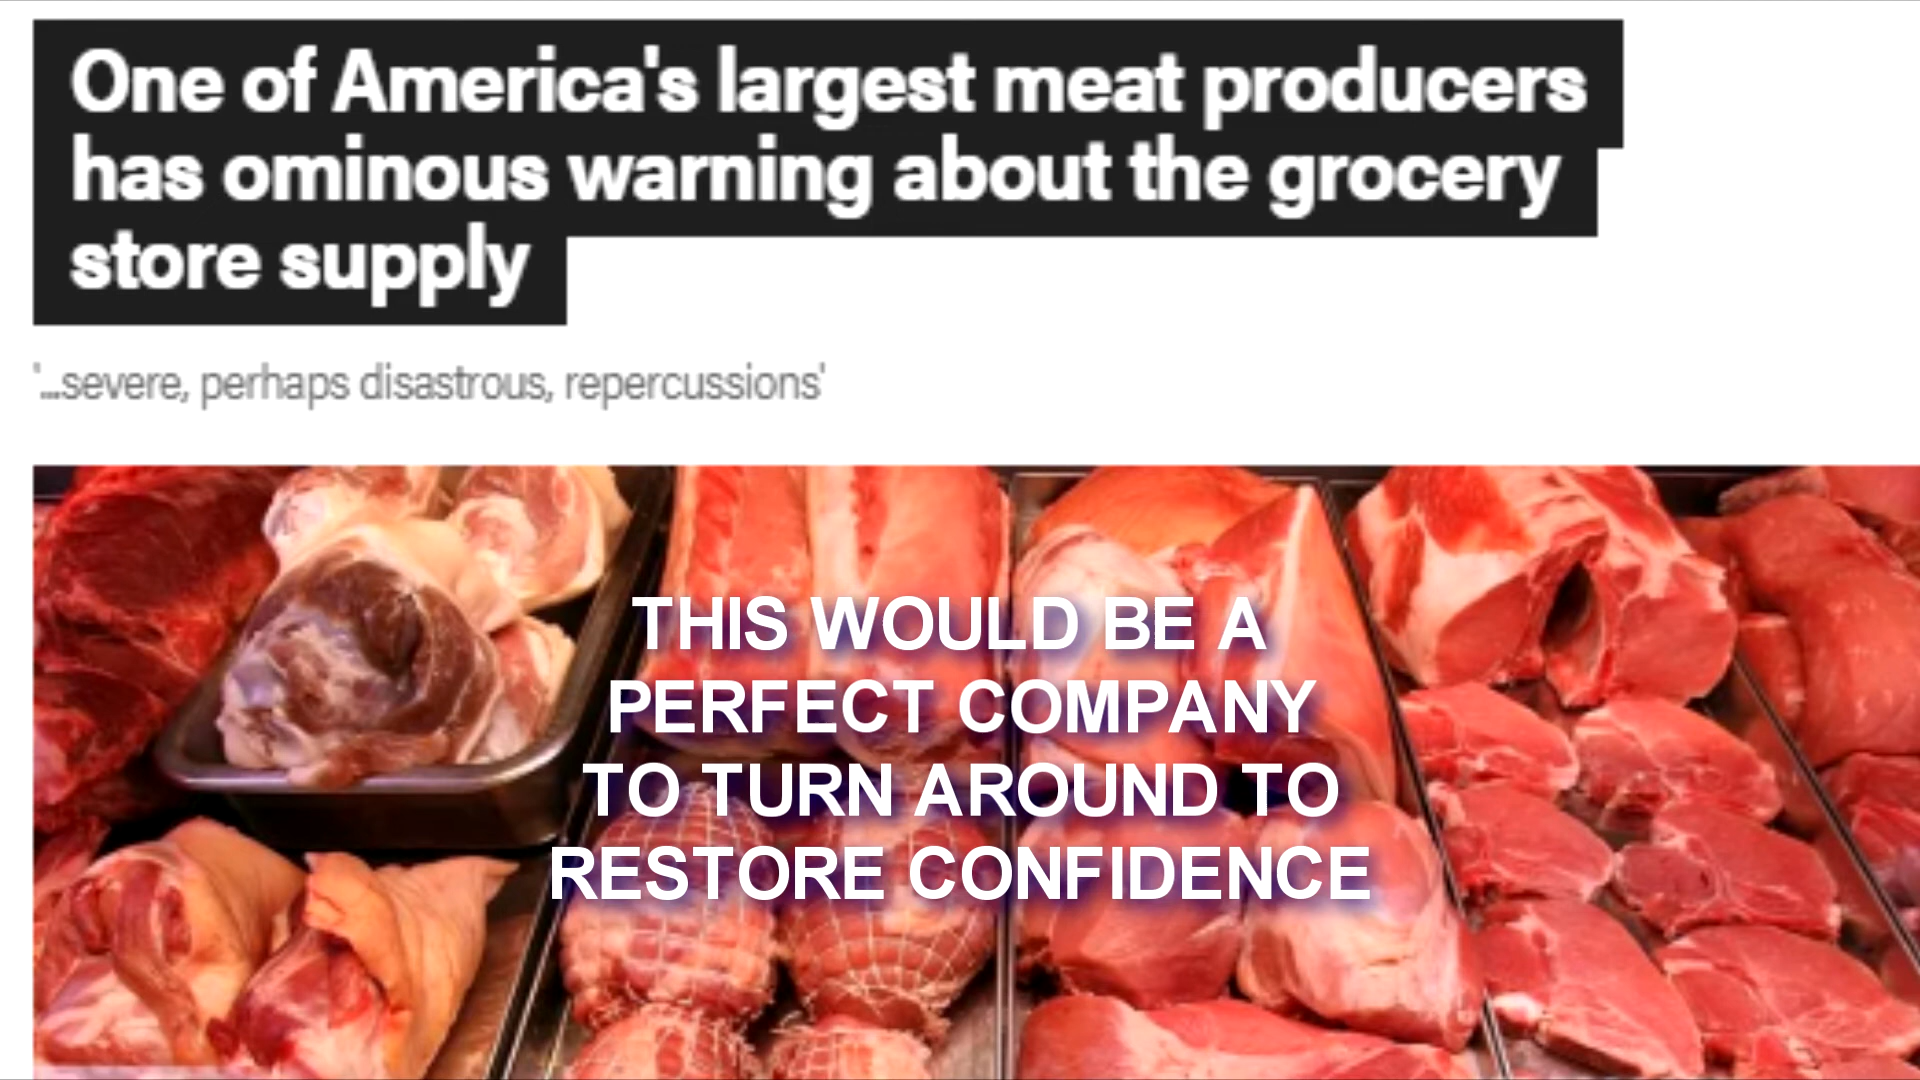 One of America's largest meat producers
has ominous warning about the grocery
store supply
'...severe, perhaps disastrous, repercussions'
THIS WOULD BE A
PERFECT COMPANY
TO TURN AROUND TO
RESTORE CONFIDENCE